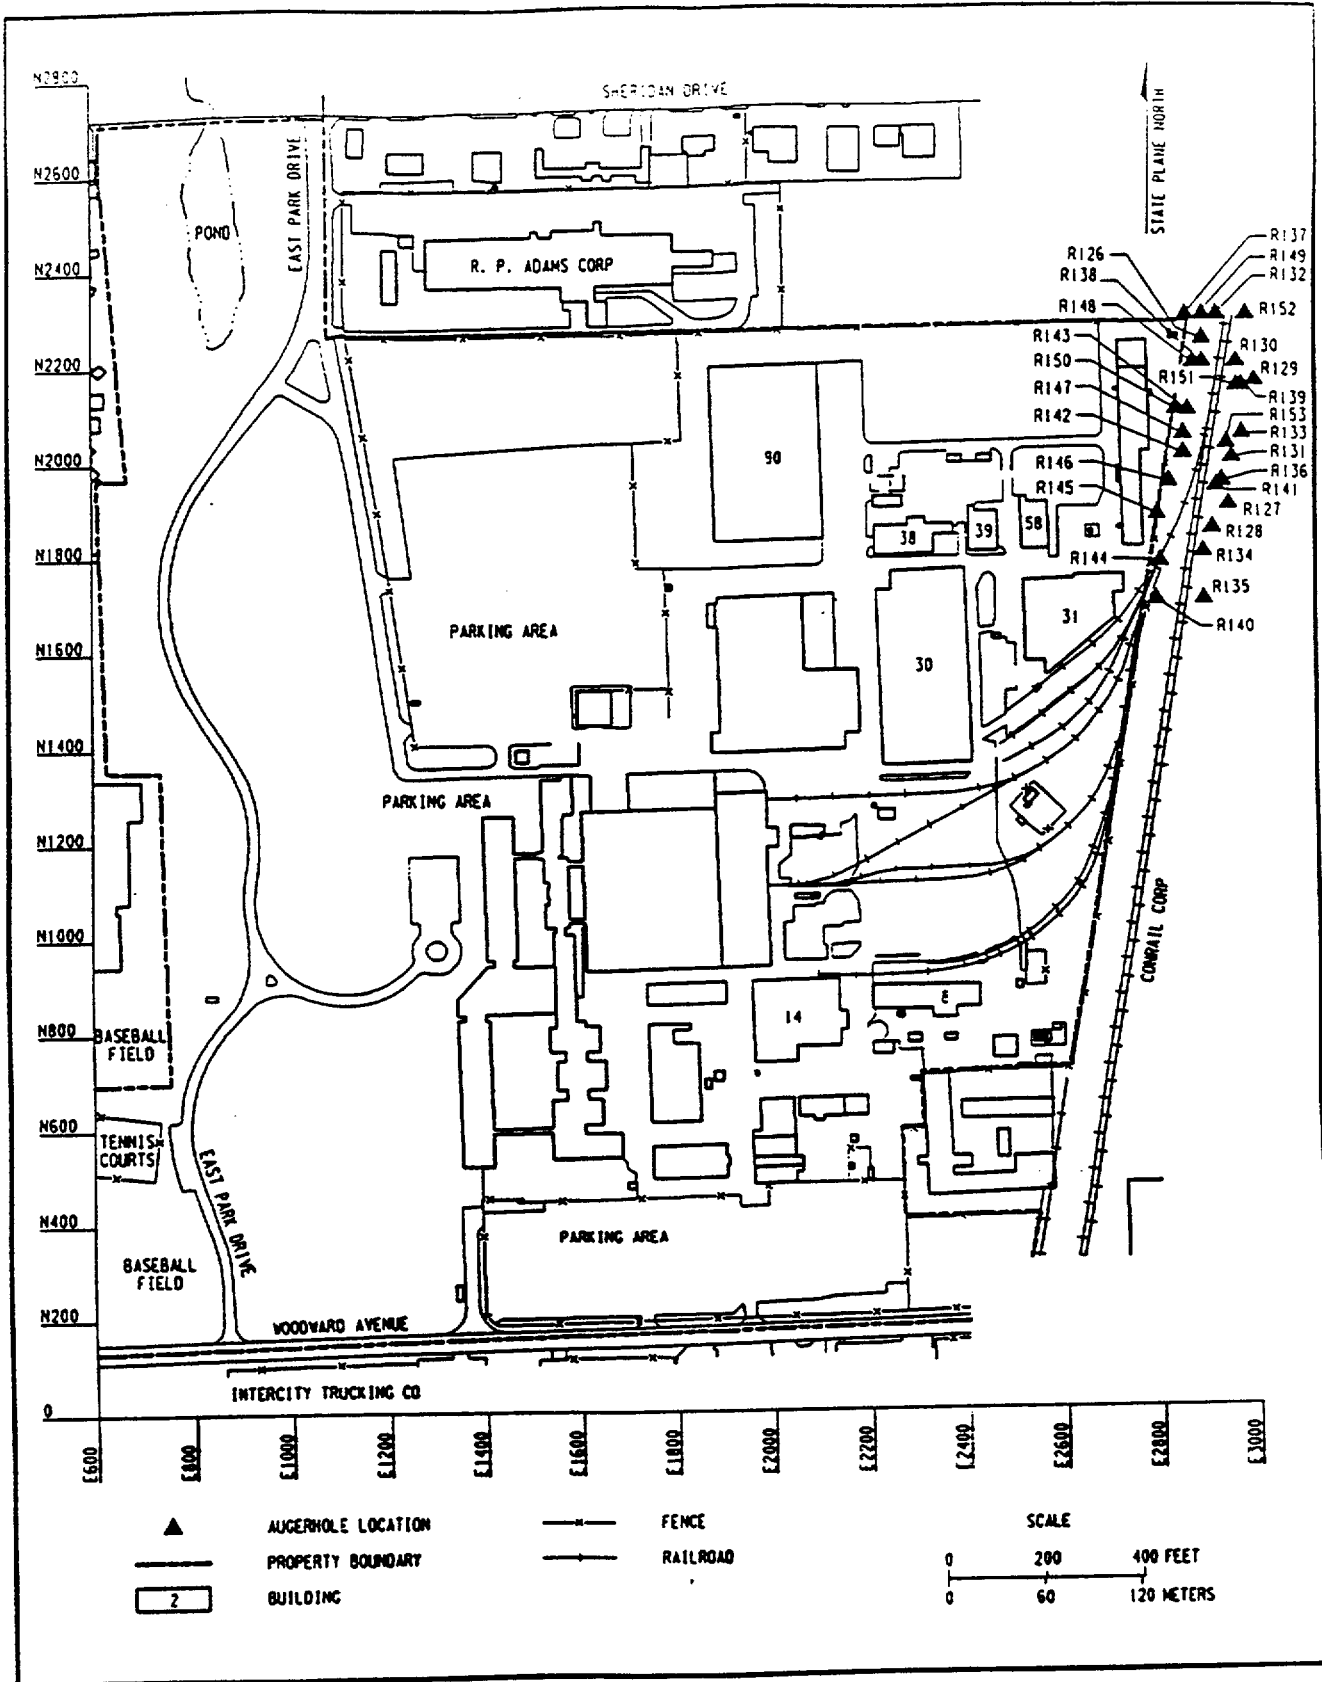 N2800
SHERIDAN DRIVE
STATE PLANE NORTH
EAST PARK DRIVE
N2600
POND
R. P. ADAMS CORP
N2400
R137
R149
R132
R152
R126
R138
R148
R143
R150
R147
R142
R130
R129
R151
R139
R153
R133
R131
R136
R141
R127
R128
R134
R135
R140
R146
R145
R144
N2200
90
N2000
38
39
58
N1800
31
PARKING AREA
30
N1600
N1400
PARKING AREA
N1200
N1000
CONRAIL CORP
14
N800
BASEBALL
FIELD
N600
TENNIS
COURTS
EAST PARK DRIVE
N400
PARKING AREA
BASEBALL
FIELD
N200
WOODWARD AVENUE
INTERCITY TRUCKING CO
0
E600
E800
E1000
E1200
E1400
E1600
E1800
E2000
E2200
E2400
E2600
E2800
E3000
AUGERHOLE LOCATION
FENCE
SCALE
PROPERTY BOUNDARY
RAILROAD
0 200 400 FEET
2 BUILDING
0 60 120 METERS